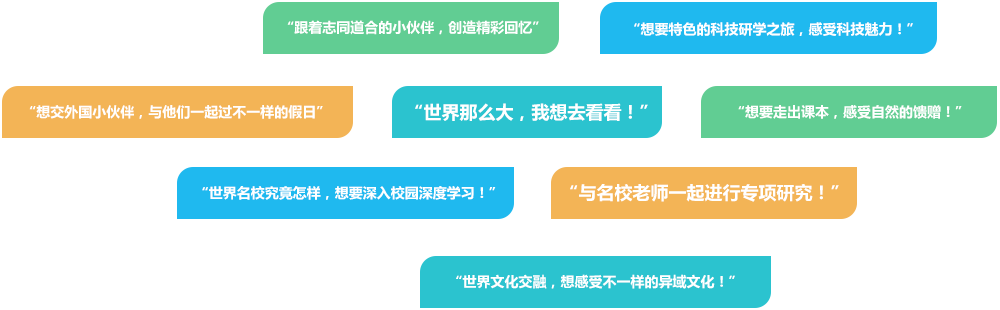 “跟着志同道合的小伙伴，创造精彩回忆”
“想要特色的科技研学之旅，感受科技魅力！”
“想交外国小伙伴，与他们一起过不一样的假日”
“世界那么大，我想去看看！”
“想要走出课本，感受自然的馈赠！”
“世界名校究竟怎样，想要深入校园深度学习！”
“与名校老师一起进行专项研究！”
“世界文化交融，想感受不一样的异域文化！”